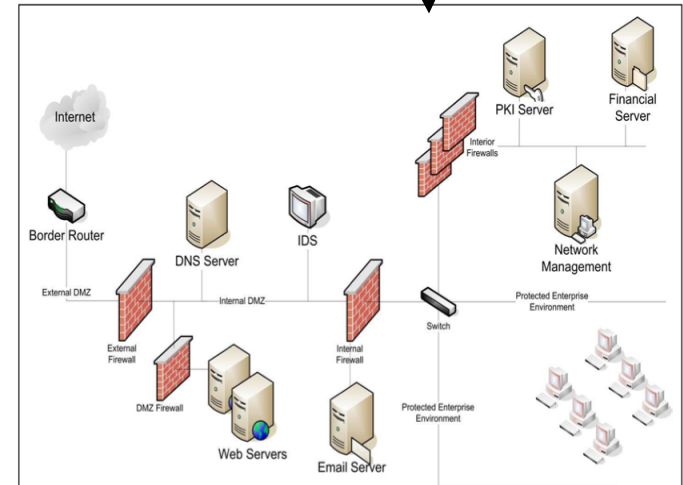 Internet
Border Router
External DMZ
External
Firewall
DNS Server
Internal DMZ
IDS
DMZ Firewall
Web Servers
Internal
Firewall
Email Server
Switch
Interior
Firewalls
PKI Server
Financial
Server
Network
Management
Protected Enterprise
Environment
Protected Enterprise
Environment